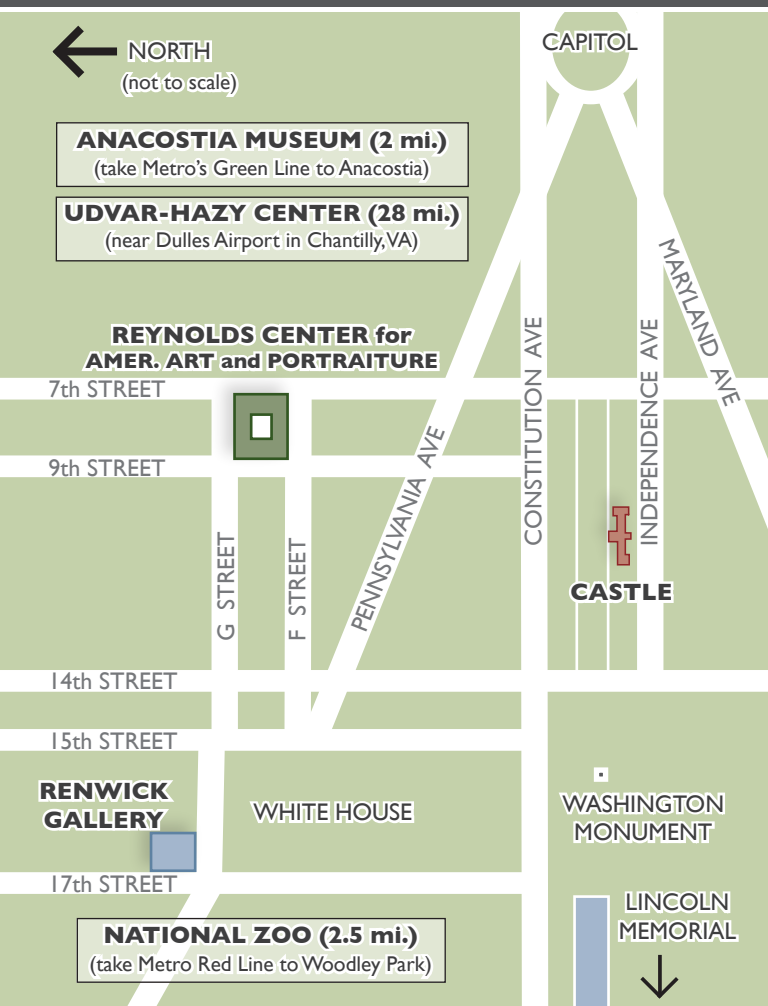 CAPITOL
NORTH
(not to scale)
ANACOSTIA MUSEUM (2 mi.)
(take Metro's Green Line to Anacostia)
UDVAR-HAZY CENTER (28 mi.)
(near Dulles Airport in Chantilly, VA)
MARYLAND AVE
REYNOLDS CENTER for
AMER. ART and PORTRAITURE
7th STREET
CONSTITUTION AVE
INDEPENDENCE AVE
PENNSYLVANIA AVE
9th STREET
G STREET
F STREET
CASTLE
14th STREET
15th STREET
RENWICK
GALLERY
WHITE HOUSE
WASHINGTON
MONUMENT
17th STREET
LINCOLN
MEMORIAL
NATIONAL ZOO (2.5 mi.)
(take Metro Red Line to Woodley Park)